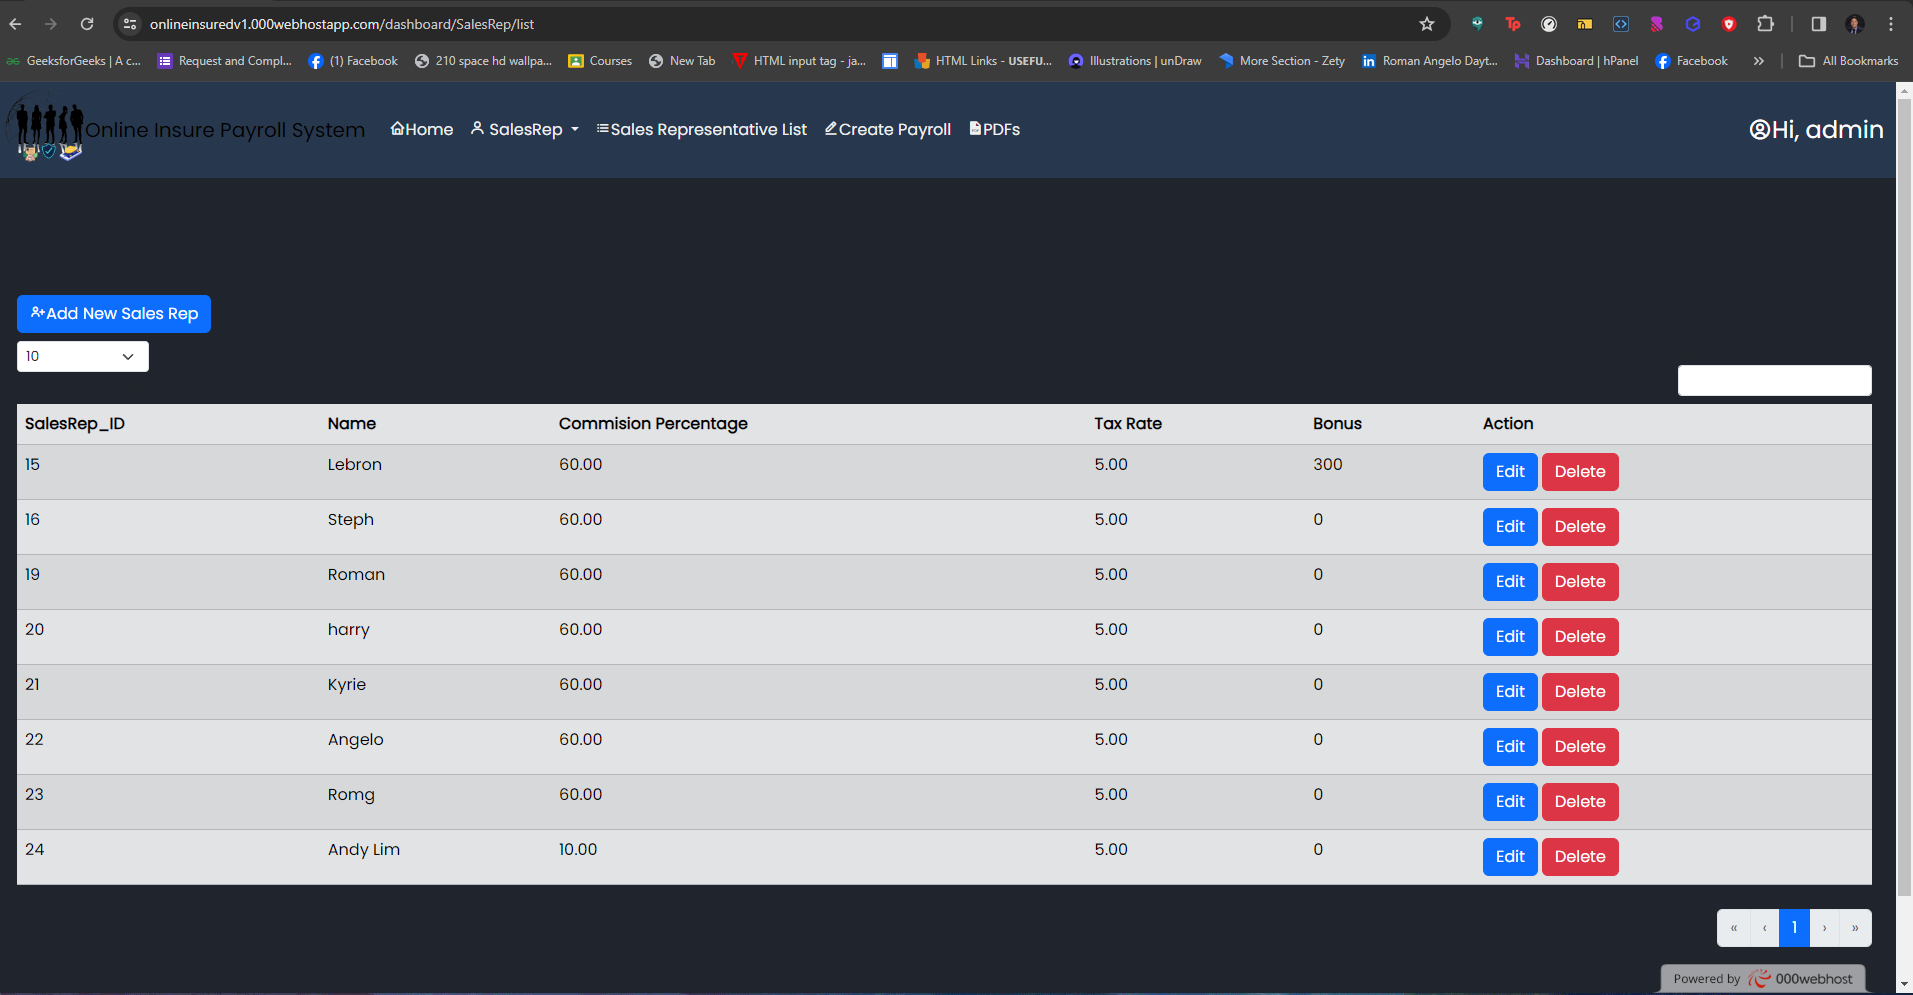 onlineinsuredv1.000webhostapp.com/dashboard/SalesRep/list
GeeksforGeeks | A c... Request and Compl... (1) Facebook 210 space hd wallpa... Courses New Tab HTML input tag - ja... HTML Links - USEFU... Illustrations | unDraw More Section - Zety Roman Angelo Dayt... Dashboard | hPanel Facebook » All Bookmarks
Online Insure Payroll System Home SalesRep Sales Representative List Create Payroll PDFs Hi, admin
Add New Sales Rep
10
SalesRep_ID Name Commision Percentage Tax Rate Bonus Action
15 Lebron 60.00 5.00 300 Edit Delete
16 Steph 60.00 5.00 0 Edit Delete
19 Roman 60.00 5.00 0 Edit Delete
20 harry 60.00 5.00 0 Edit Delete
21 Kyrie 60.00 5.00 0 Edit Delete
22 Angelo 60.00 5.00 0 Edit Delete
23 Romg 60.00 5.00 0 Edit Delete
24 Andy Lim 10.00 5.00 0 Edit Delete
« ‹ 1 › »
Powered by 000webhost